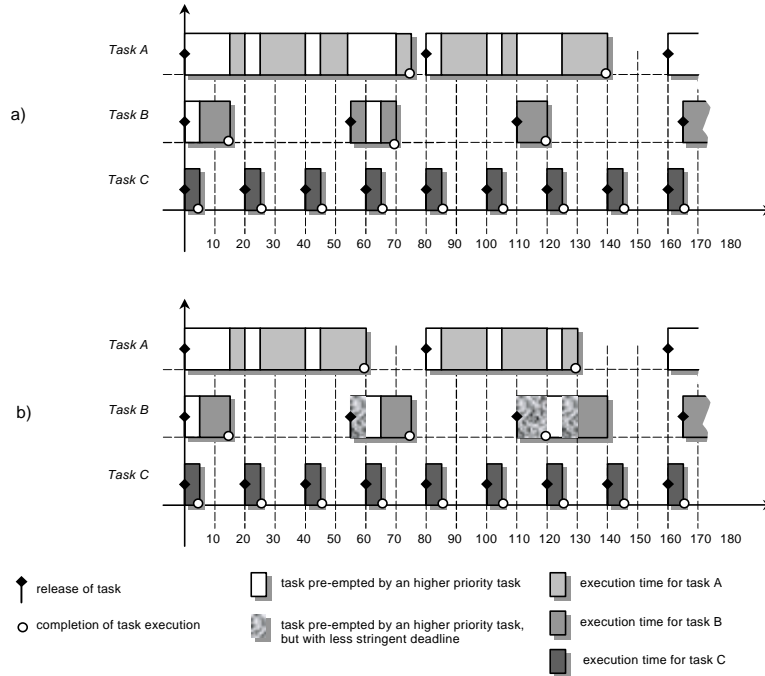 Task A
a)
Task B
Task C
10 20 30 40 50 60 70 80 90 100 110 120 130 140 150 160 170 180
Task A
b)
Task B
Task C
10 20 30 40 50 60 70 80 90 100 110 120 130 140 150 160 170 180
release of task
completion of task execution
task pre-empted by an higher priority task
task pre-empted by an higher priority task,
but with less stringent deadline
execution time for task A
execution time for task B
execution time for task C